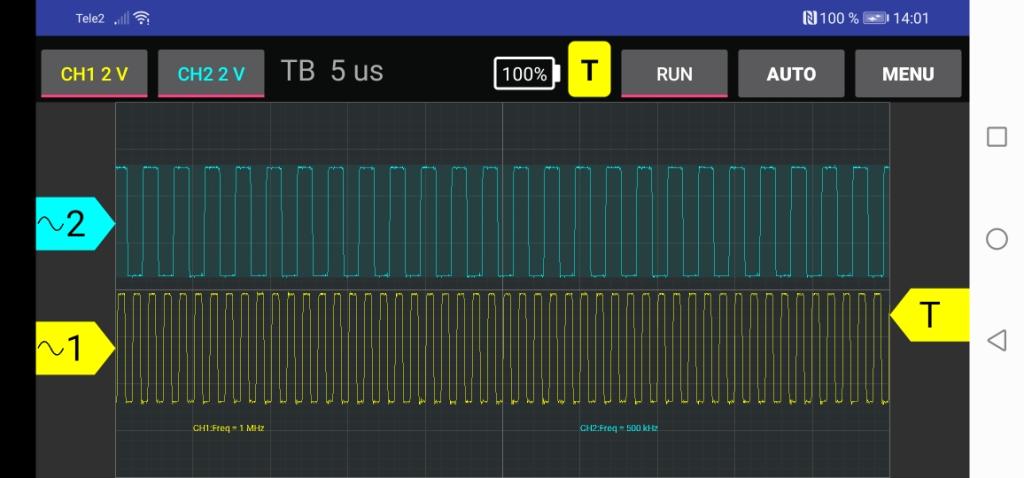 Tele2 100 % 14:01
CH1 2 V CH2 2 V TB 5 us 100% T RUN AUTO MENU
2
T
1
CH1:Freq = 1 MHz CH2:Freq = 500 kHz